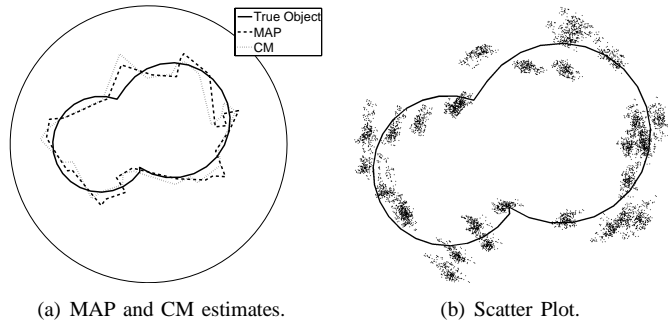 True Object
MAP
CM
(a) MAP and CM estimates.
(b) Scatter Plot.